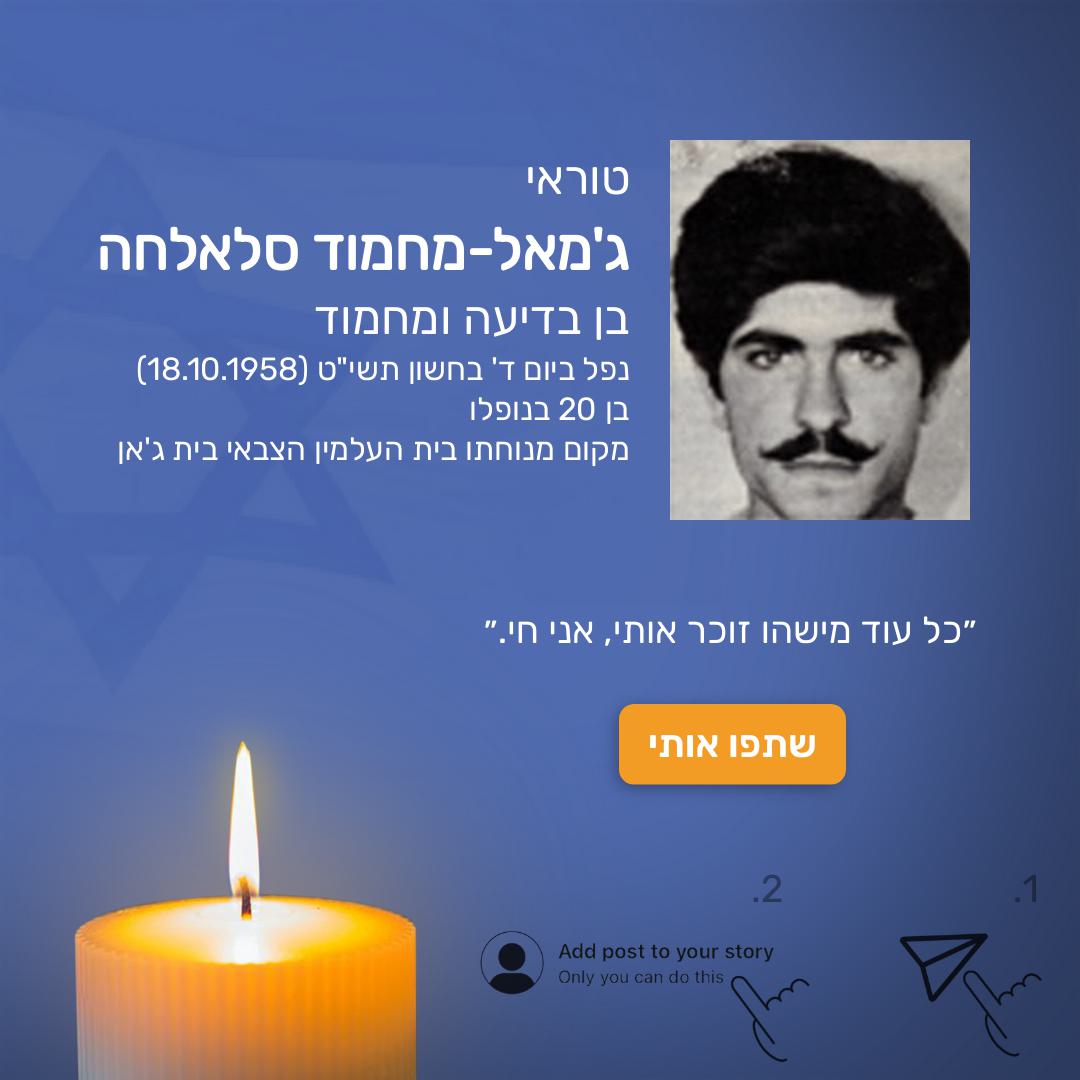 טוראי
ג'מאל-מחמוד סלאלחה
בן בדיעה ומחמוד
נפל ביום ד' בחשון תשי"ט (18.10.1958)
בן 20 בנופלו
מקום מנוחתו בית העלמין הצבאי בית ג'אן
״כל עוד מישהו זוכר אותי, אני חי.״
שתפו אותי
1.
2.
Add post to your story
Only you can do this